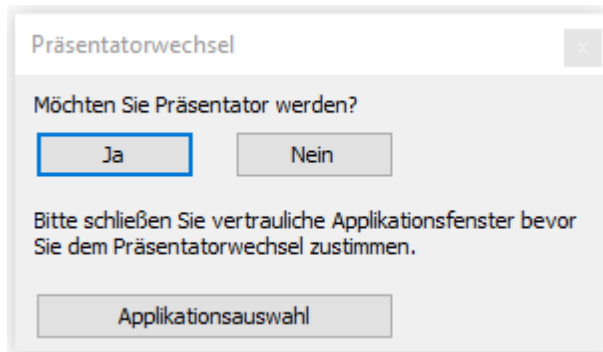 Präsentatorwechsel
x
Möchten Sie Präsentator werden?
Ja Nein
Bitte schließen Sie vertrauliche Applikationsfenster bevor
Sie dem Präsentatorwechsel zustimmen.
Applikationsauswahl